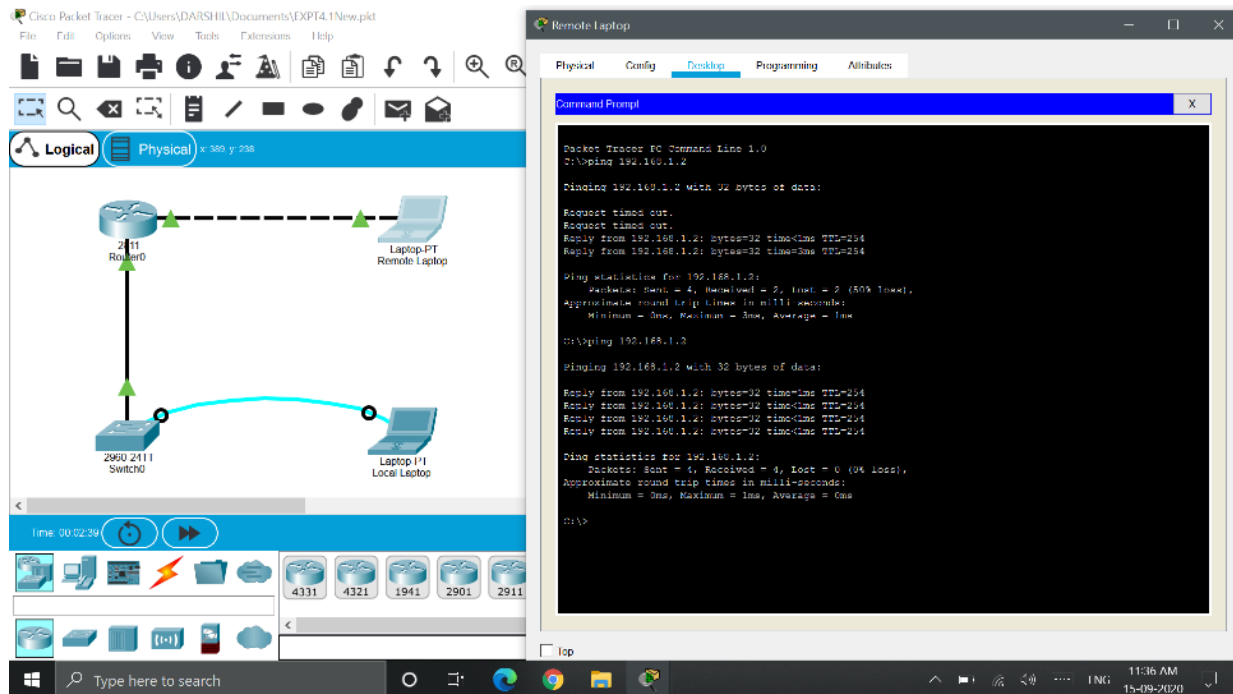 Cisco Packet Tracer - C:\Users\DARSHIL\Documents\EXPT4.1New.pkt
File Edit Options View Tools Extensions Help
Logical
Physical
x: 389, y: 238
2811
Router0
Laptop-PT
Remote Laptop
2960-24TT
Switch0
Laptop-PT
Local Laptop
Time: 00:02:39
4331
4321
1941
2901
2911
Remote Laptop
Physical Config Desktop Programming Attributes
Command Prompt
X
Packet Tracer PC Command Line 1.0
C:\>ping 192.168.1.2
Pinging 192.168.1.2 with 32 bytes of data:
Request timed out.
Request timed out.
Reply from 192.168.1.2: bytes=32 time<1ms TTL=254
Reply from 192.168.1.2: bytes=32 time=3ms TTL=254
Ping statistics for 192.168.1.2:
Packets: Sent = 4, Received = 2, Lost = 2 (50% loss),
Approximate round trip times in milli-seconds:
Minimum = 0ms, Maximum = 3ms, Average = 1ms
C:\>ping 192.168.1.2
Pinging 192.168.1.2 with 32 bytes of data:
Reply from 192.168.1.2: bytes=32 time=1ms TTL=254
Reply from 192.168.1.2: bytes=32 time<1ms TTL=254
Reply from 192.168.1.2: bytes=32 time<1ms TTL=254
Reply from 192.168.1.2: bytes=32 time<1ms TTL=254
Ping statistics for 192.168.1.2:
Packets: Sent = 4, Received = 4, Lost = 0 (0% loss),
Approximate round trip times in milli-seconds:
Minimum = 0ms, Maximum = 1ms, Average = 0ms
C:\>
Top
Type here to search
ENG
11:36 AM
15-09-2020